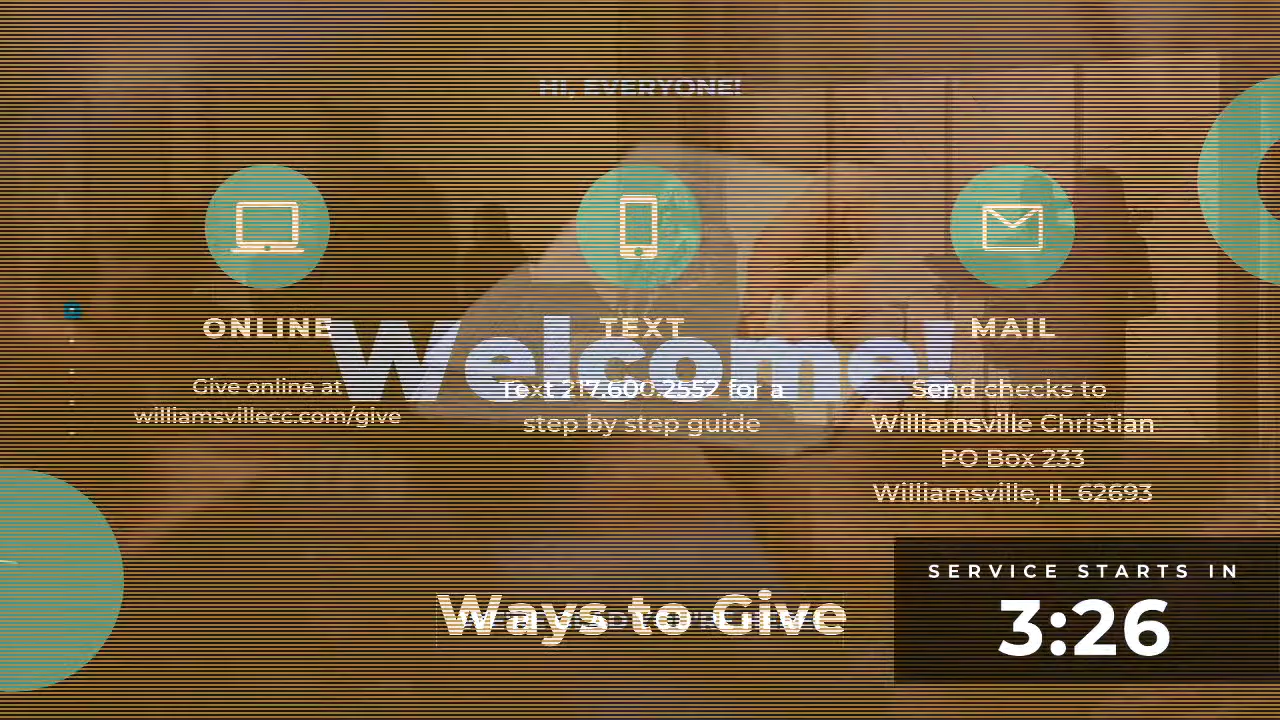 HI, EVERYONE!
Welcome!
ONLINE
Give online at
williamsvillecc.com/give
TEXT
Text 217.600.2552 for a
step by step guide
MAIL
Send checks to
Williamsville Christian
PO Box 233
Williamsville, IL 62693
Ways to Give
SERVICE STARTS IN
3:26